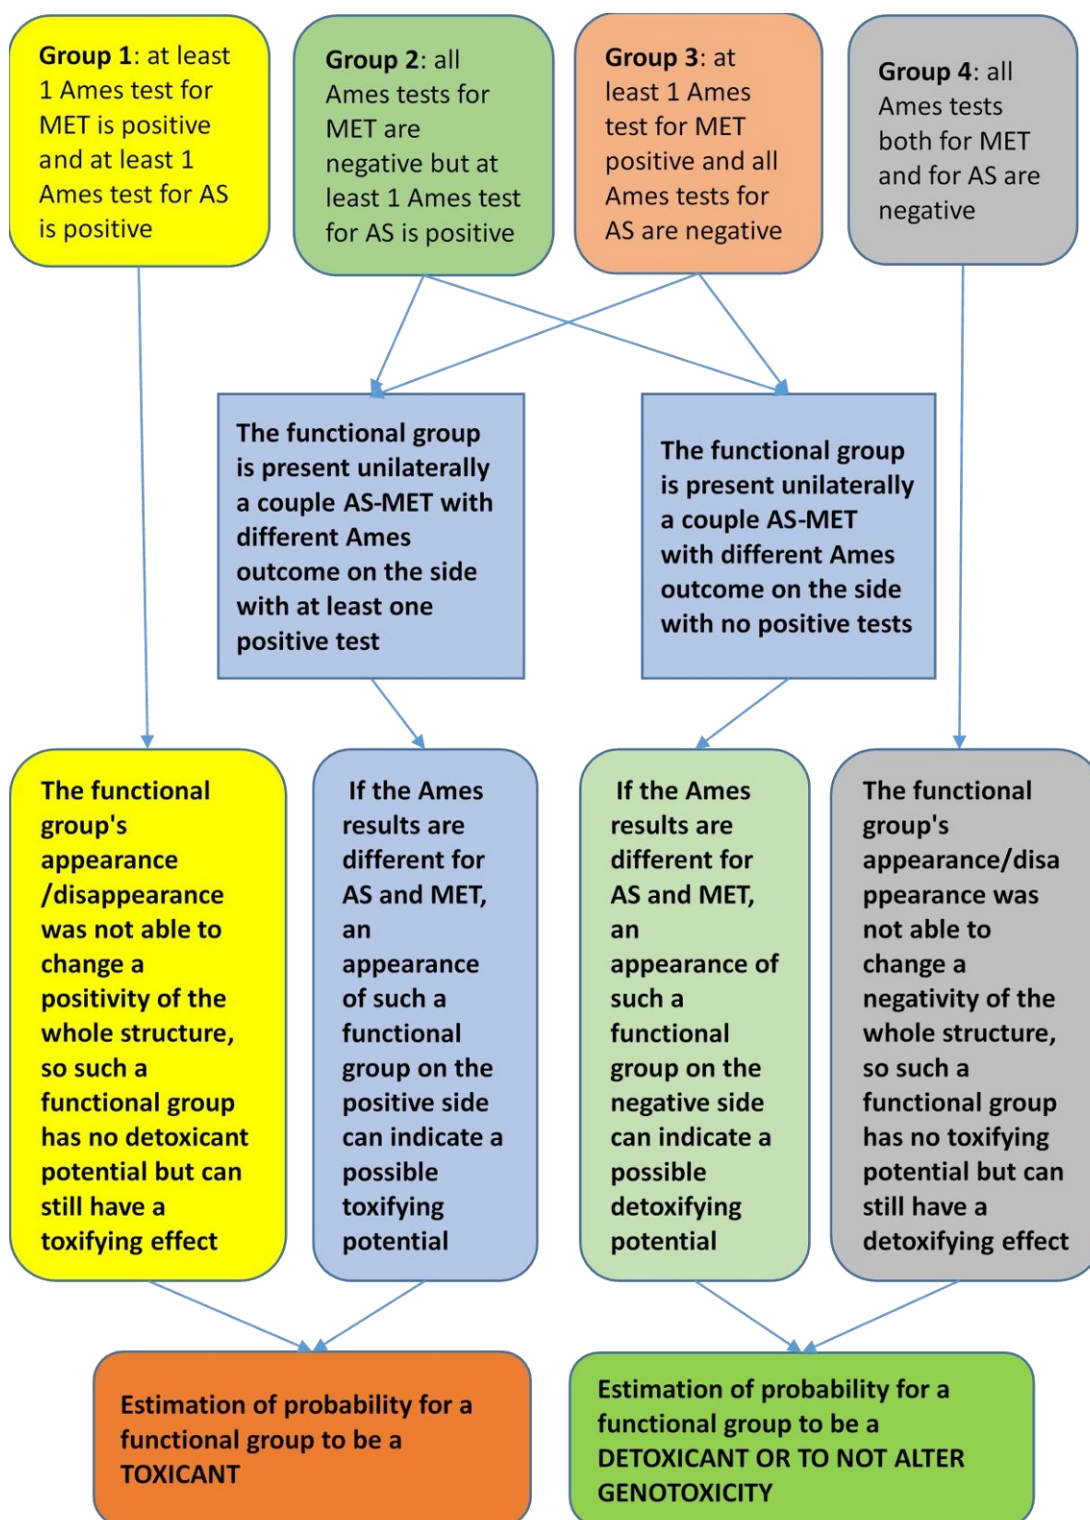 Group 1: at least
1 Ames test for
MET is positive
and at least 1
Ames test for AS
is positive
Group 2: all
Ames tests for
MET are
negative but at
least 1 Ames test
for AS is positive
Group 3: at
least 1 Ames
test for MET
positive and all
Ames tests for
AS are negative
Group 4: all
Ames tests
both for MET
and for AS are
negative
The functional group
is present unilaterally
a couple AS-MET with
different Ames
outcome on the side
with at least one
positive test
The functional group
is present unilaterally
a couple AS-MET
with different Ames
outcome on the side
with no positive tests
The functional
group's
appearance
/disappearance
was not able to
change a
positivity of the
whole structure,
so such a
functional group
has no detoxicant
potential but can
still have a
toxifying effect
If the Ames
results are
different for
AS and MET,
an
appearance
of such a
functional
group on the
positive side
can indicate a
possible
toxifying
potential
If the Ames
results are
different for
AS and MET,
an
appearance of
such a
functional
group on the
negative side
can indicate a
possible
detoxifying
potential
The functional
group's
appearance/disa
ppearance was
not able to
change a
negativity of the
whole structure,
so such a
functional group
has no toxifying
potential but can
still have a
detoxifying effect
Estimation of probability for a
functional group to be a
TOXICANT
Estimation of probability for a
functional group to be a
DETOXICANT OR TO NOT ALTER
GENOTOXICITY